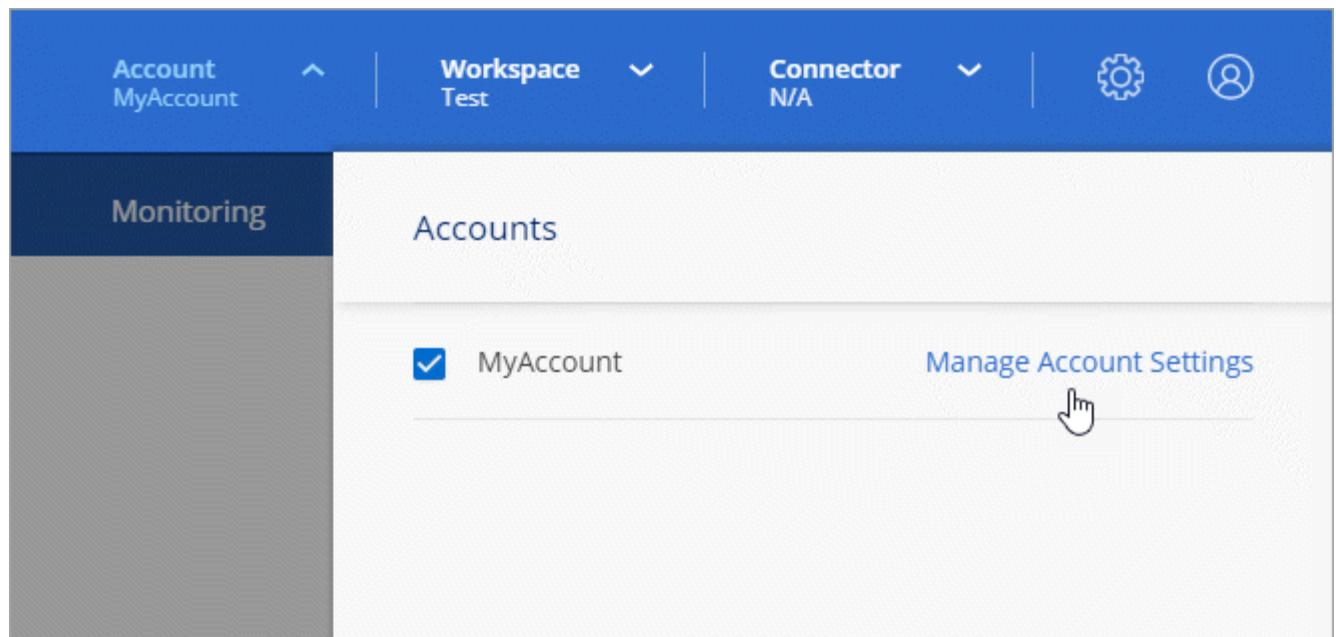 Account
MyAccount
Workspace
Test
Connector
N/A
Monitoring
Accounts
MyAccount
Manage Account Settings